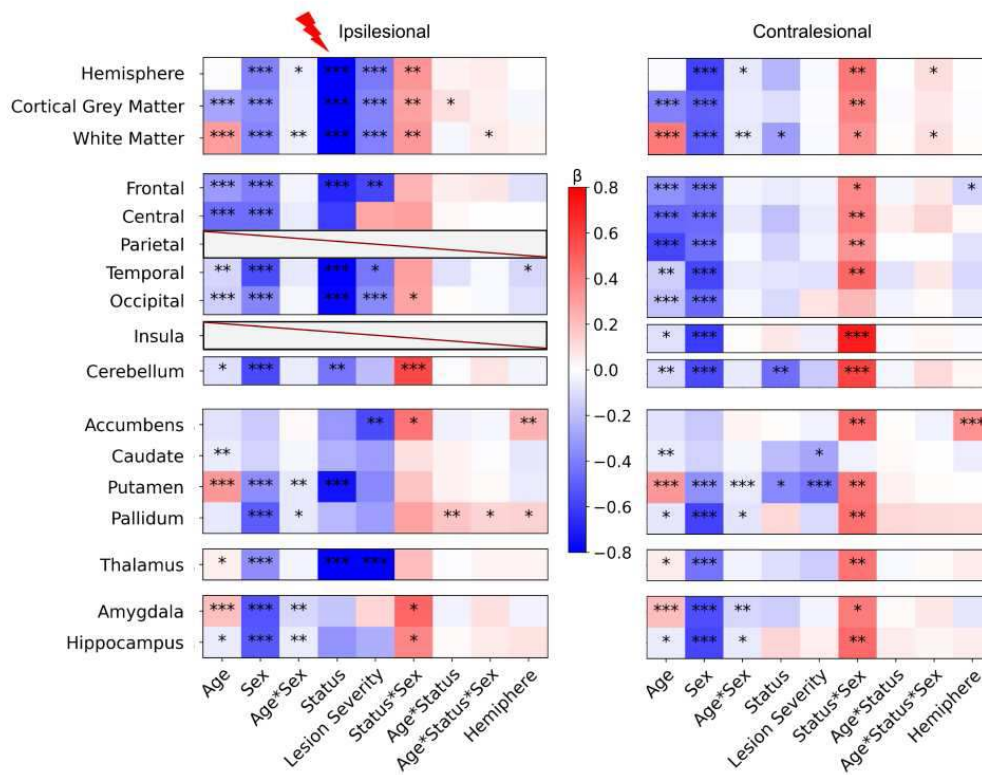 Ipsilesional Contralesional
Hemisphere *** * *** *** ** *** * ** *
Cortical Grey Matter *** *** *** *** ** * *** *** **
White Matter *** *** ** *** *** ** * *** *** ** * * *
Frontal *** *** *** ** *** *** * *
Central *** *** *** *** **
Parietal *** *** **
Temporal ** *** *** * * ** *** **
Occipital *** *** *** *** * *** ***
Insula * *** ***
Cerebellum * *** ** *** ** *** ** ***
Accumbens ** * ** ** ***
Caudate ** ** *
Putamen *** *** ** *** *** *** *** * *** **
Pallidum *** * ** * * * *** * **
Thalamus * *** *** *** * *** **
Amygdala *** *** ** * *** *** ** *
Hippocampus * *** ** * * *** * **
β
0.8
0.6
0.4
0.2
0.0
−0.2
−0.4
−0.6
−0.8
Age
Sex
Age*Sex
Status
Lesion Severity
Status*Sex
Age*Status
Age*Status*Sex
Hemisphere
Age
Sex
Age*Sex
Status
Lesion Severity
Status*Sex
Age*Status
Age*Status*Sex
Hemisphere